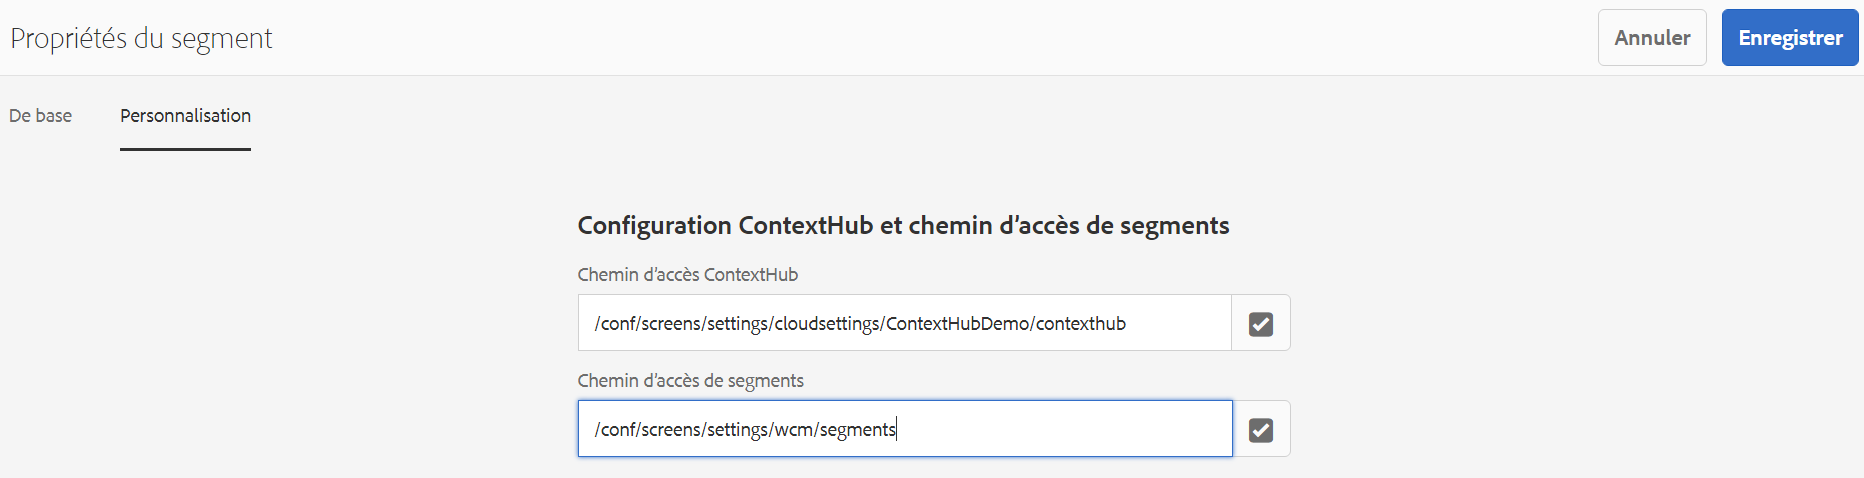 Propriétés du segment
Annuler
Enregistrer
De base
Personnalisation
Configuration ContextHub et chemin d’accès de segments
Chemin d’accès ContextHub
/conf/screens/settings/cloudsettings/ContextHubDemo/contexthub
Chemin d’accès de segments
/conf/screens/settings/wcm/segments